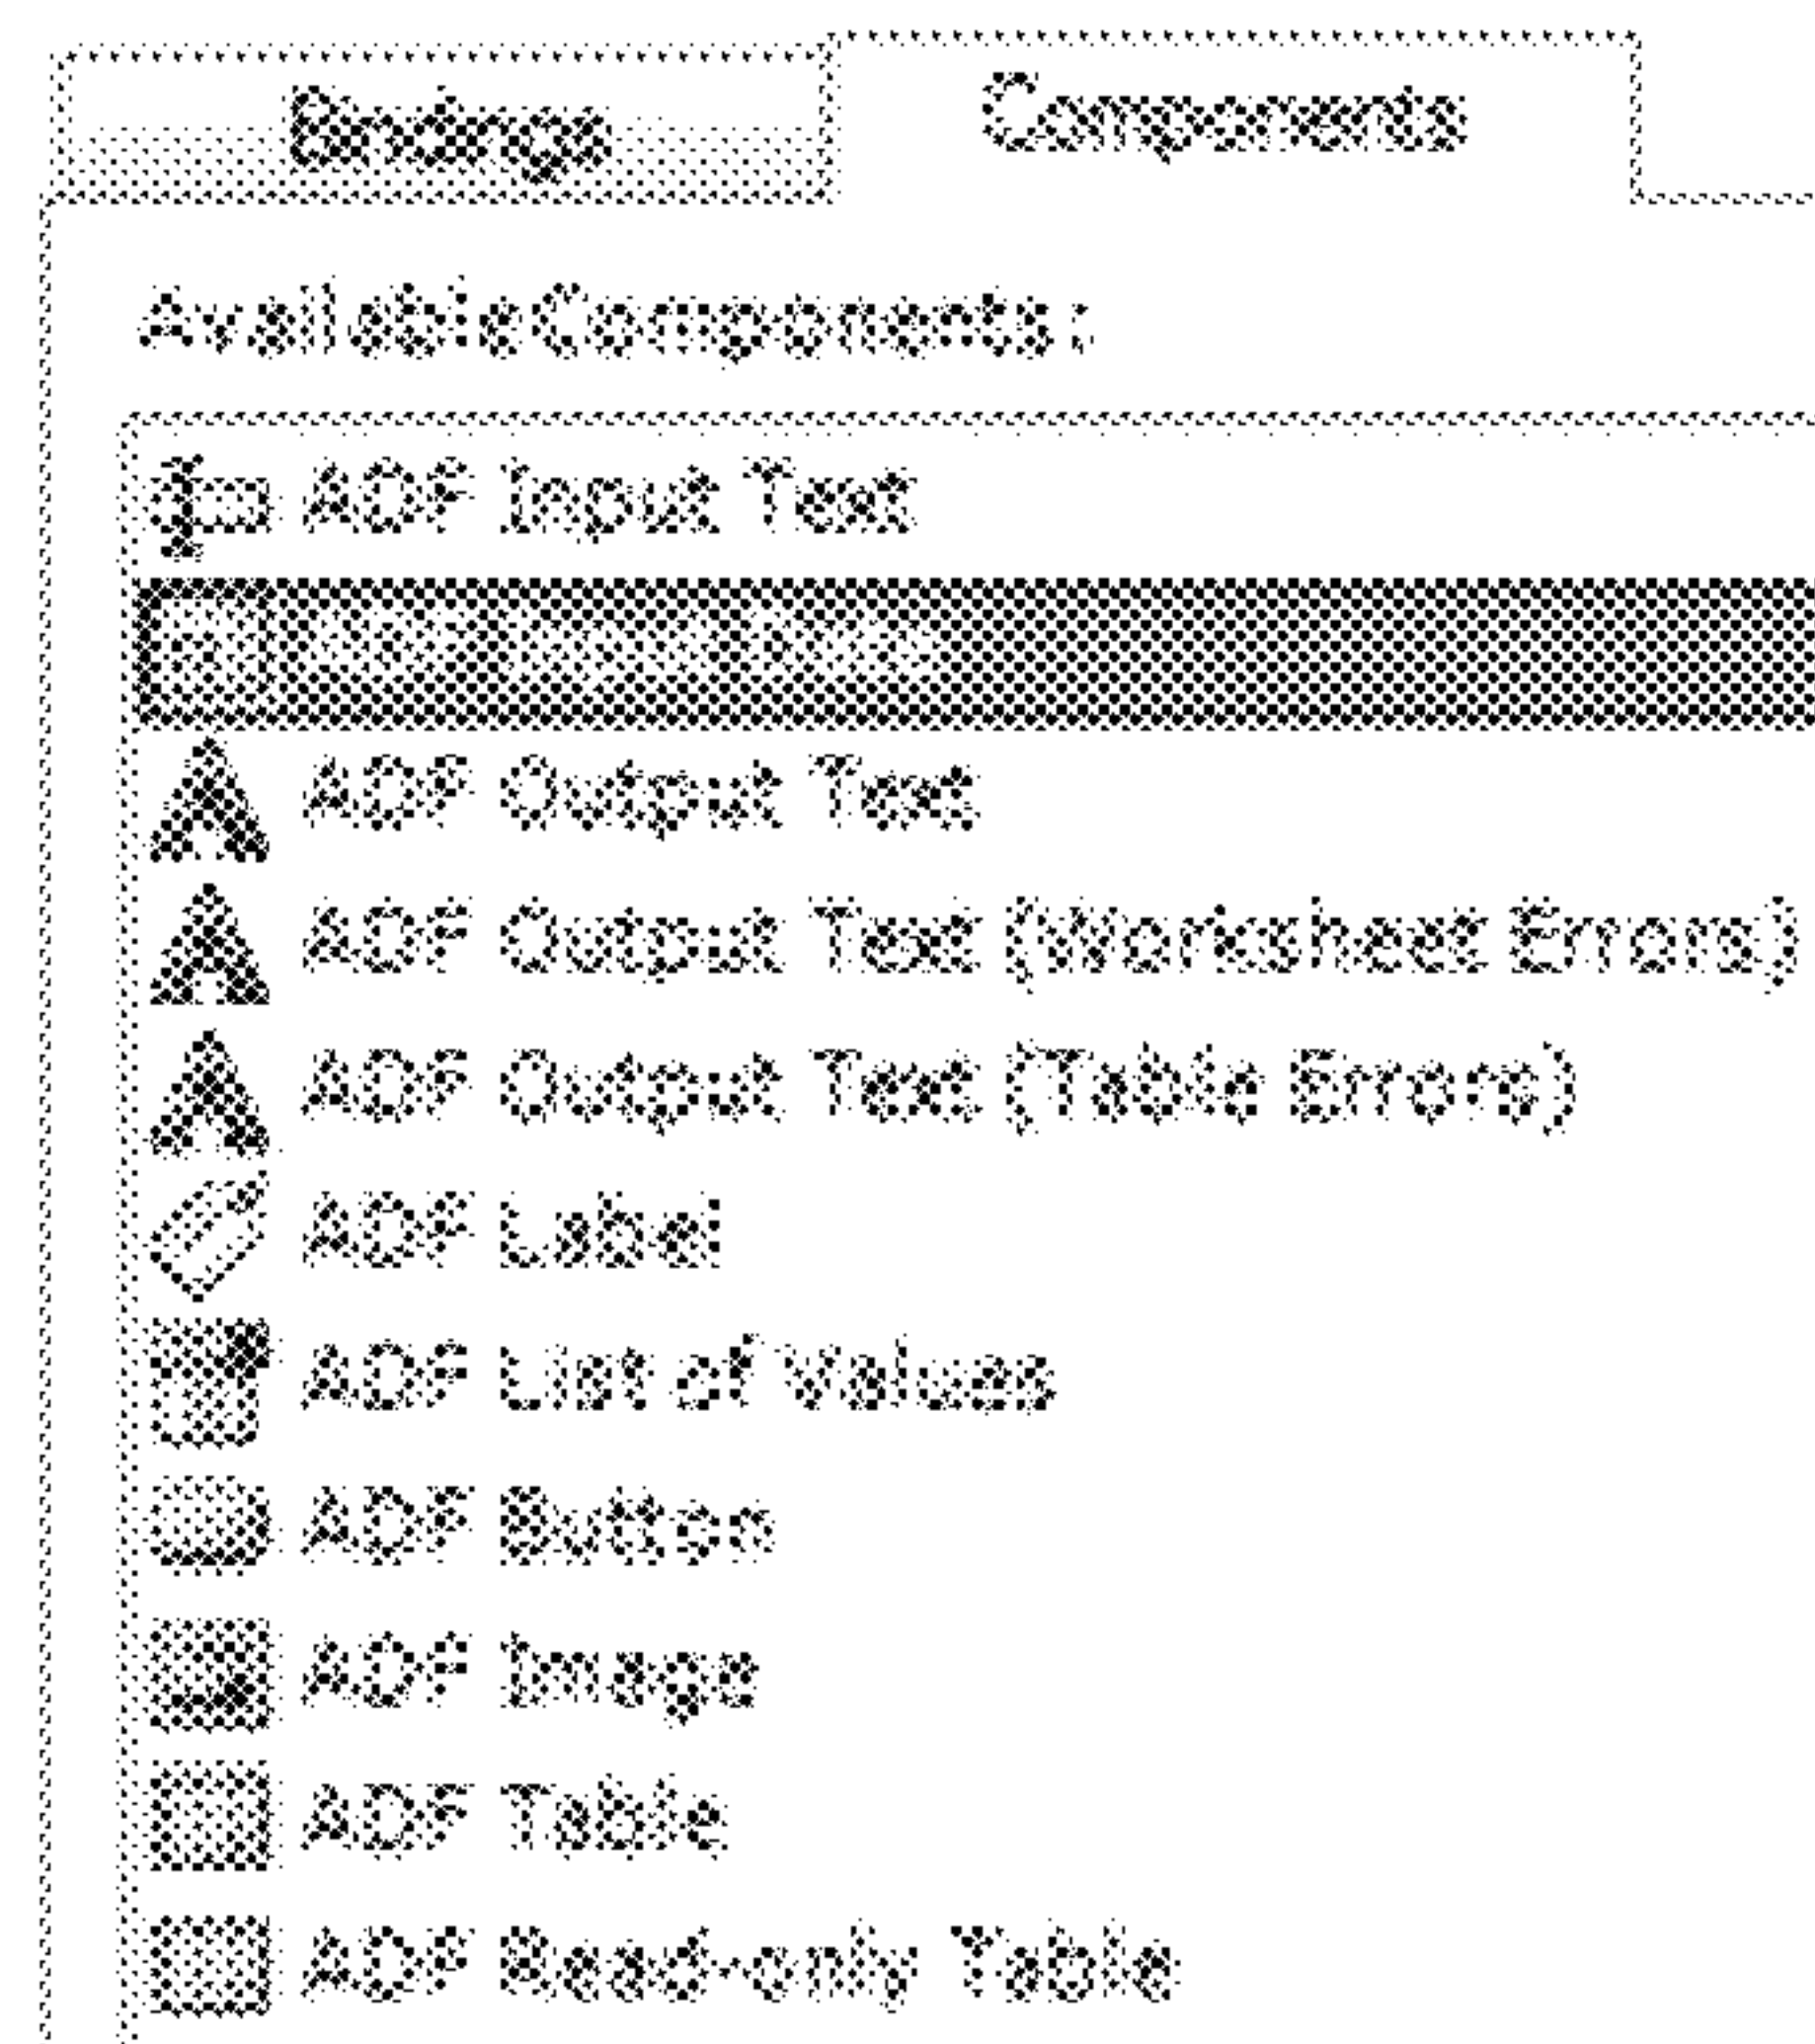 Bindings Components
AvailableComponents:
ADF Input Text
ADF Output Text
ADF Output Text (Worksheet Errors)
ADF Output Text (Table Errors)
ADF Label
ADF List of Values
ADF Button
ADF Image
ADF Table
ADF Read-only Table